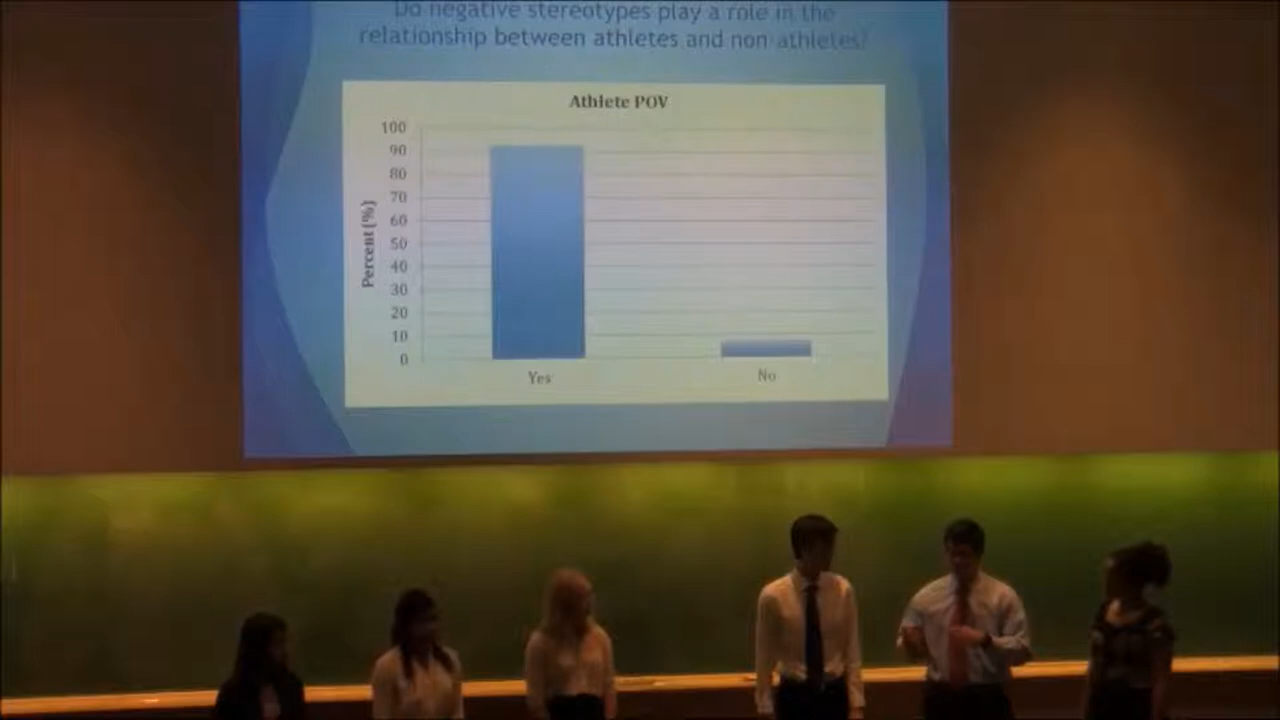 Do negative stereotypes play a role in the
relationship between athletes and non-athletes?
Athlete POV
Percent (%)
100
90
80
70
60
50
40
30
20
10
0
Yes
No